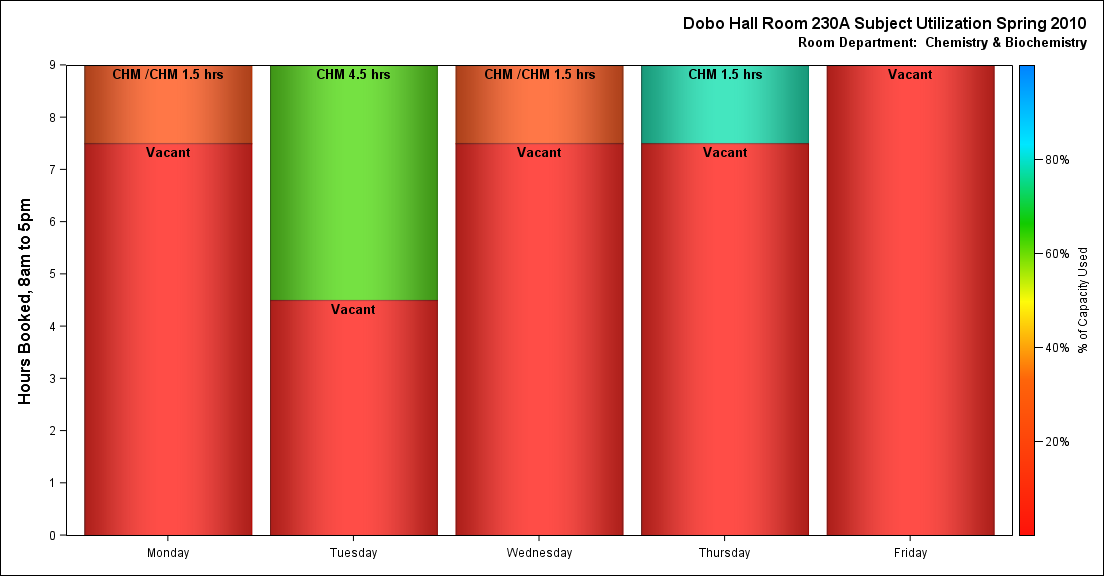 Dobo Hall Room 230A Subject Utilization Spring 2010
Room Department:  Chemistry & Biochemistry
Hours Booked, 8am to 5pm
9
8
7
6
5
4
3
2
1
0
CHM /CHM 1.5 hrs
Vacant
CHM 4.5 hrs
Vacant
CHM /CHM 1.5 hrs
Vacant
CHM 1.5 hrs
Vacant
Vacant
Monday
Tuesday
Wednesday
Thursday
Friday
80%
60%
40%
20%
% of Capacity Used